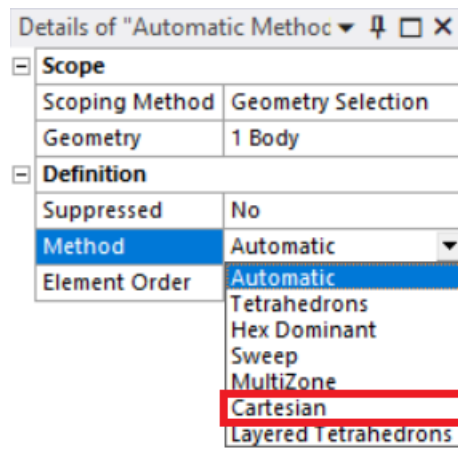 Details of "Automatic Method
Scope
Scoping Method Geometry Selection
Geometry 1 Body
Definition
Suppressed No
Method Automatic
Element Order
Automatic
Tetrahedrons
Hex Dominant
Sweep
MultiZone
Cartesian
Layered Tetrahedrons